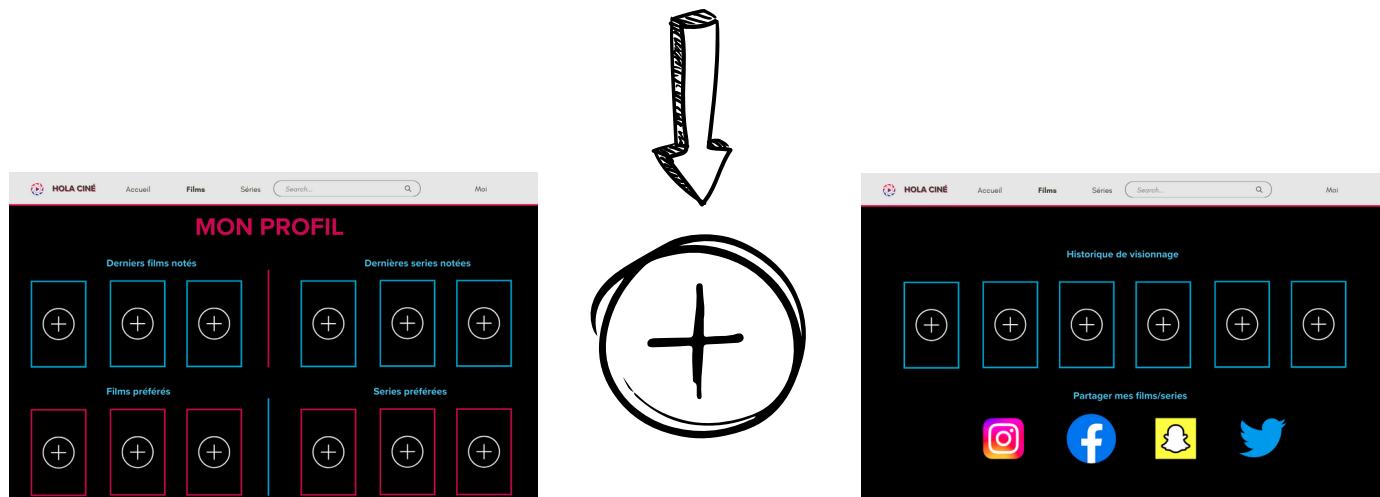 HOLA CINÉ Accueil Films Séries Search... Moi
MON PROFIL
Derniers films notés Dernières series notées
Films préférés Series préférées
HOLA CINÉ Accueil Films Séries Search... Moi
Historique de visionnage
Partager mes films/series